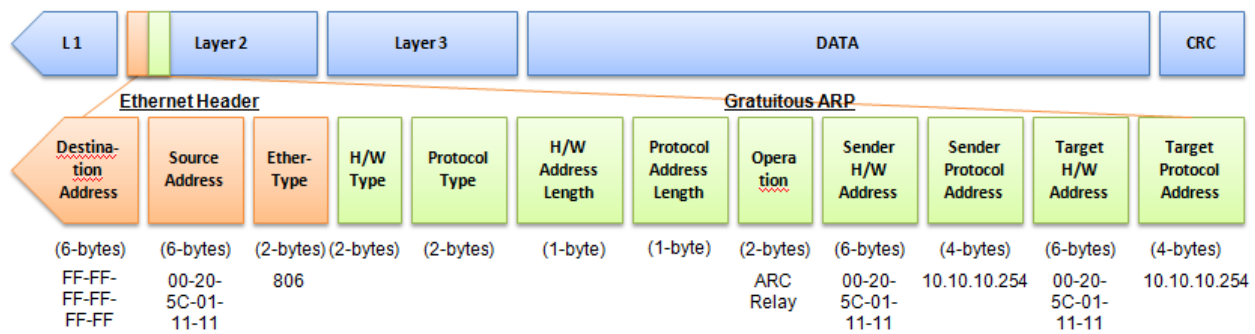 L 1 Layer 2 Layer 3 DATA CRC
Ethernet Header Gratuitous ARP
Destina-
tion
Address
Source
Address
Ether-
Type
H/W
Type
Protocol
Type
H/W
Address
Length
Protocol
Address
Length
Opera
tion
Sender
H/W
Address
Sender
Protocol
Address
Target
H/W
Address
Target
Protocol
Address
(6-bytes) (6-bytes) (2-bytes) (2-bytes) (2-bytes) (1-byte) (1-byte) (2-bytes) (6-bytes) (4-bytes) (6-bytes) (4-bytes)
FF-FF-
FF-FF-
FF-FF
00-20-
5C-01-
11-11
806
ARC
Relay
00-20-
5C-01-
11-11
10.10.10.254
00-20-
5C-01-
11-11
10.10.10.254